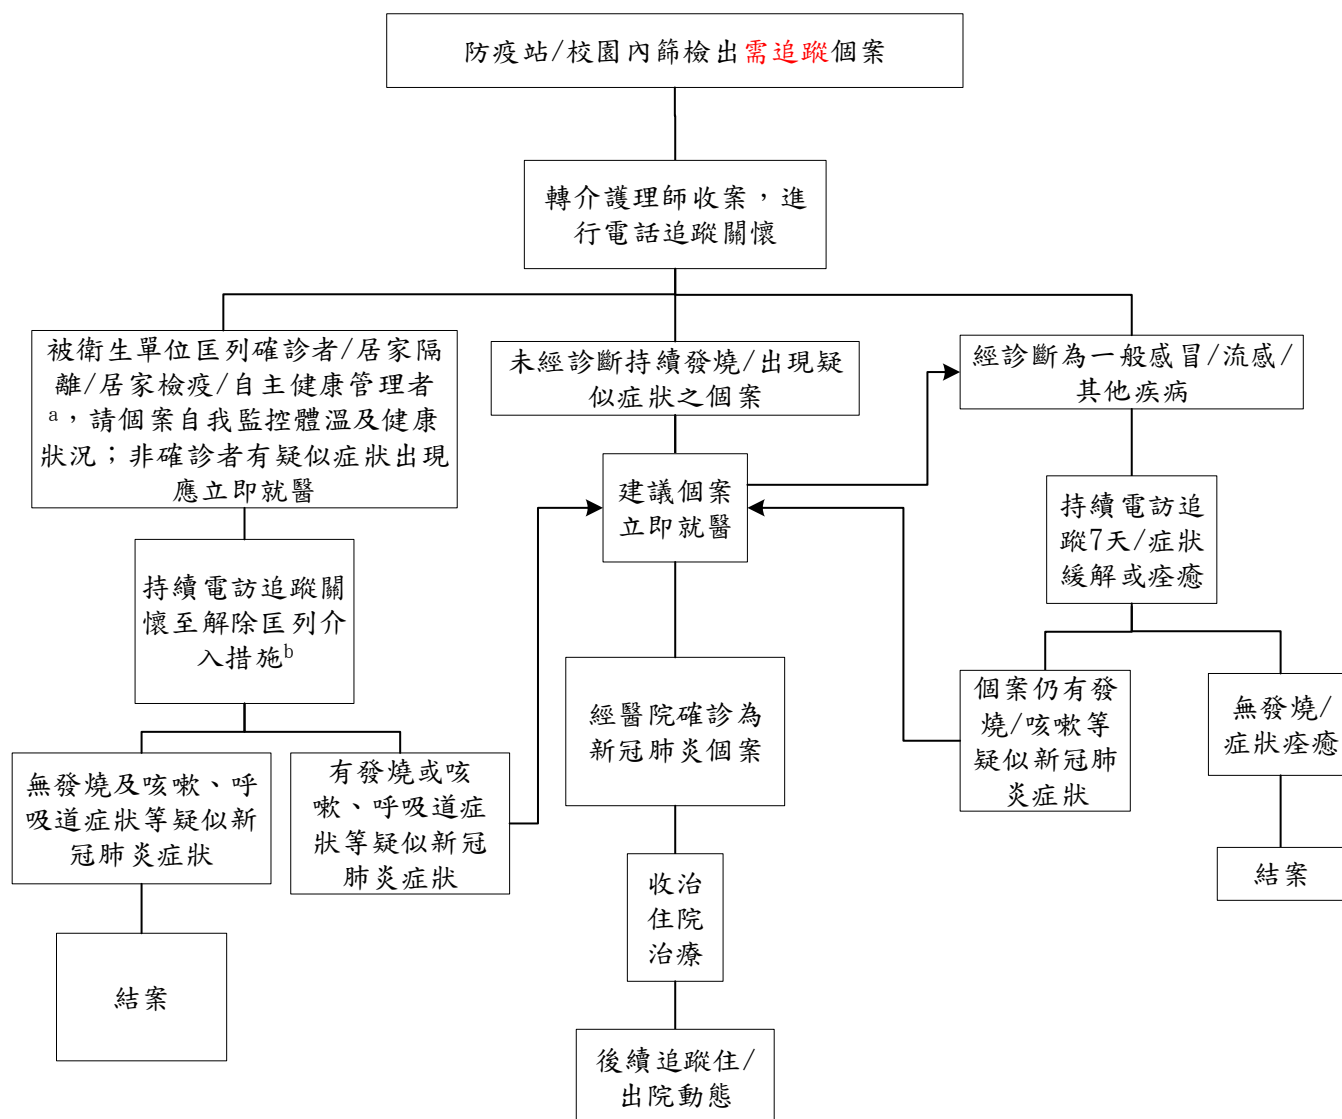 防疫站/校園內篩檢出需追蹤個案
轉介護理師收案，進
行電話追蹤關懷
被衛生單位匡列確診者/居家隔
離/居家檢疫/自主健康管理者
a，請個案自我監控體溫及健康
狀況；非確診者有疑似症狀出現
應立即就醫
未經診斷持續發燒/出現疑
似症狀之個案
經診斷為一般感冒/流感/
其他疾病
建議個案
立即就醫
持續電訪追
蹤7天/症狀
緩解或痊癒
持續電訪追蹤關
懷至解除匡列介
入措施b
經醫院確診為
新冠肺炎個案
個案仍有發
燒/咳嗽等
疑似新冠肺
炎症狀
無發燒/
症狀痊癒
無發燒及咳嗽、呼
吸道症狀等疑似新
冠肺炎症狀
有發燒或咳
嗽、呼吸道症
狀等疑似新冠
肺炎症狀
收治
住院
治療
結案
結案
後續追蹤住/
出院動態